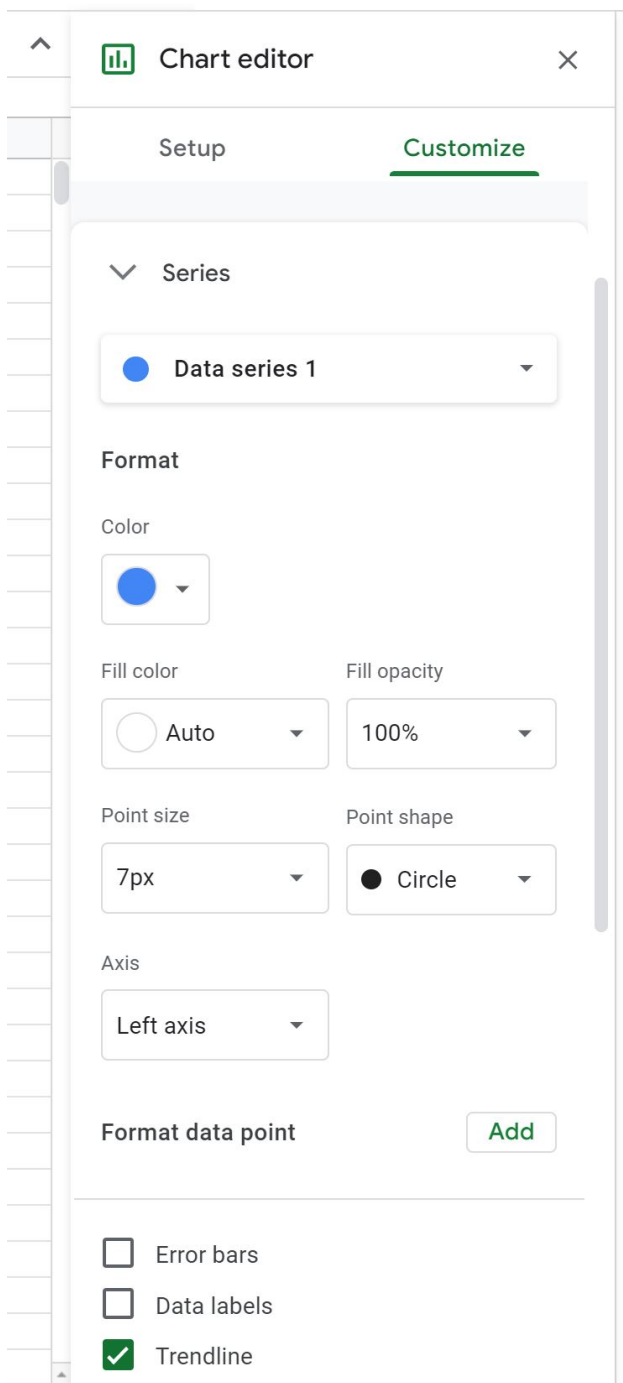 Chart editor
Setup Customize
Series
Data series 1
Format
Color
Fill color Fill opacity
Auto 100%
Point size Point shape
7px Circle
Axis
Left axis
Format data point Add
Error bars
Data labels
Trendline